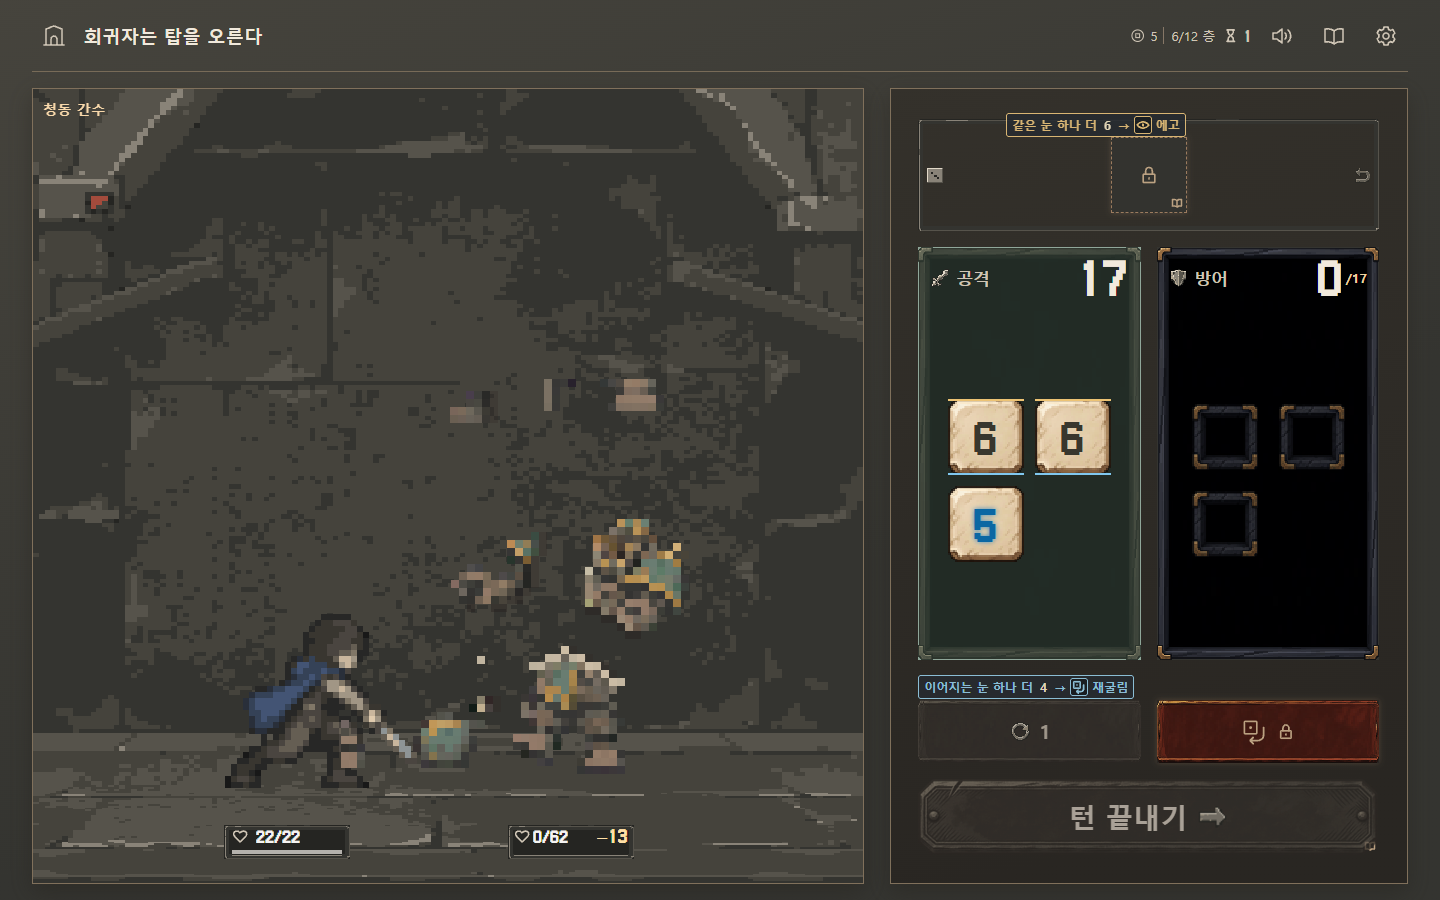 회귀자는 탑을 오른다
5
6/12 층
1
청동 간수
같은 눈 하나 더 6 → 에고
공격
17
방어
0/17
6
6
5
이어지는 눈 하나 더 4 → 재굴림
1
턴 끝내기
22/22
0/62
–13